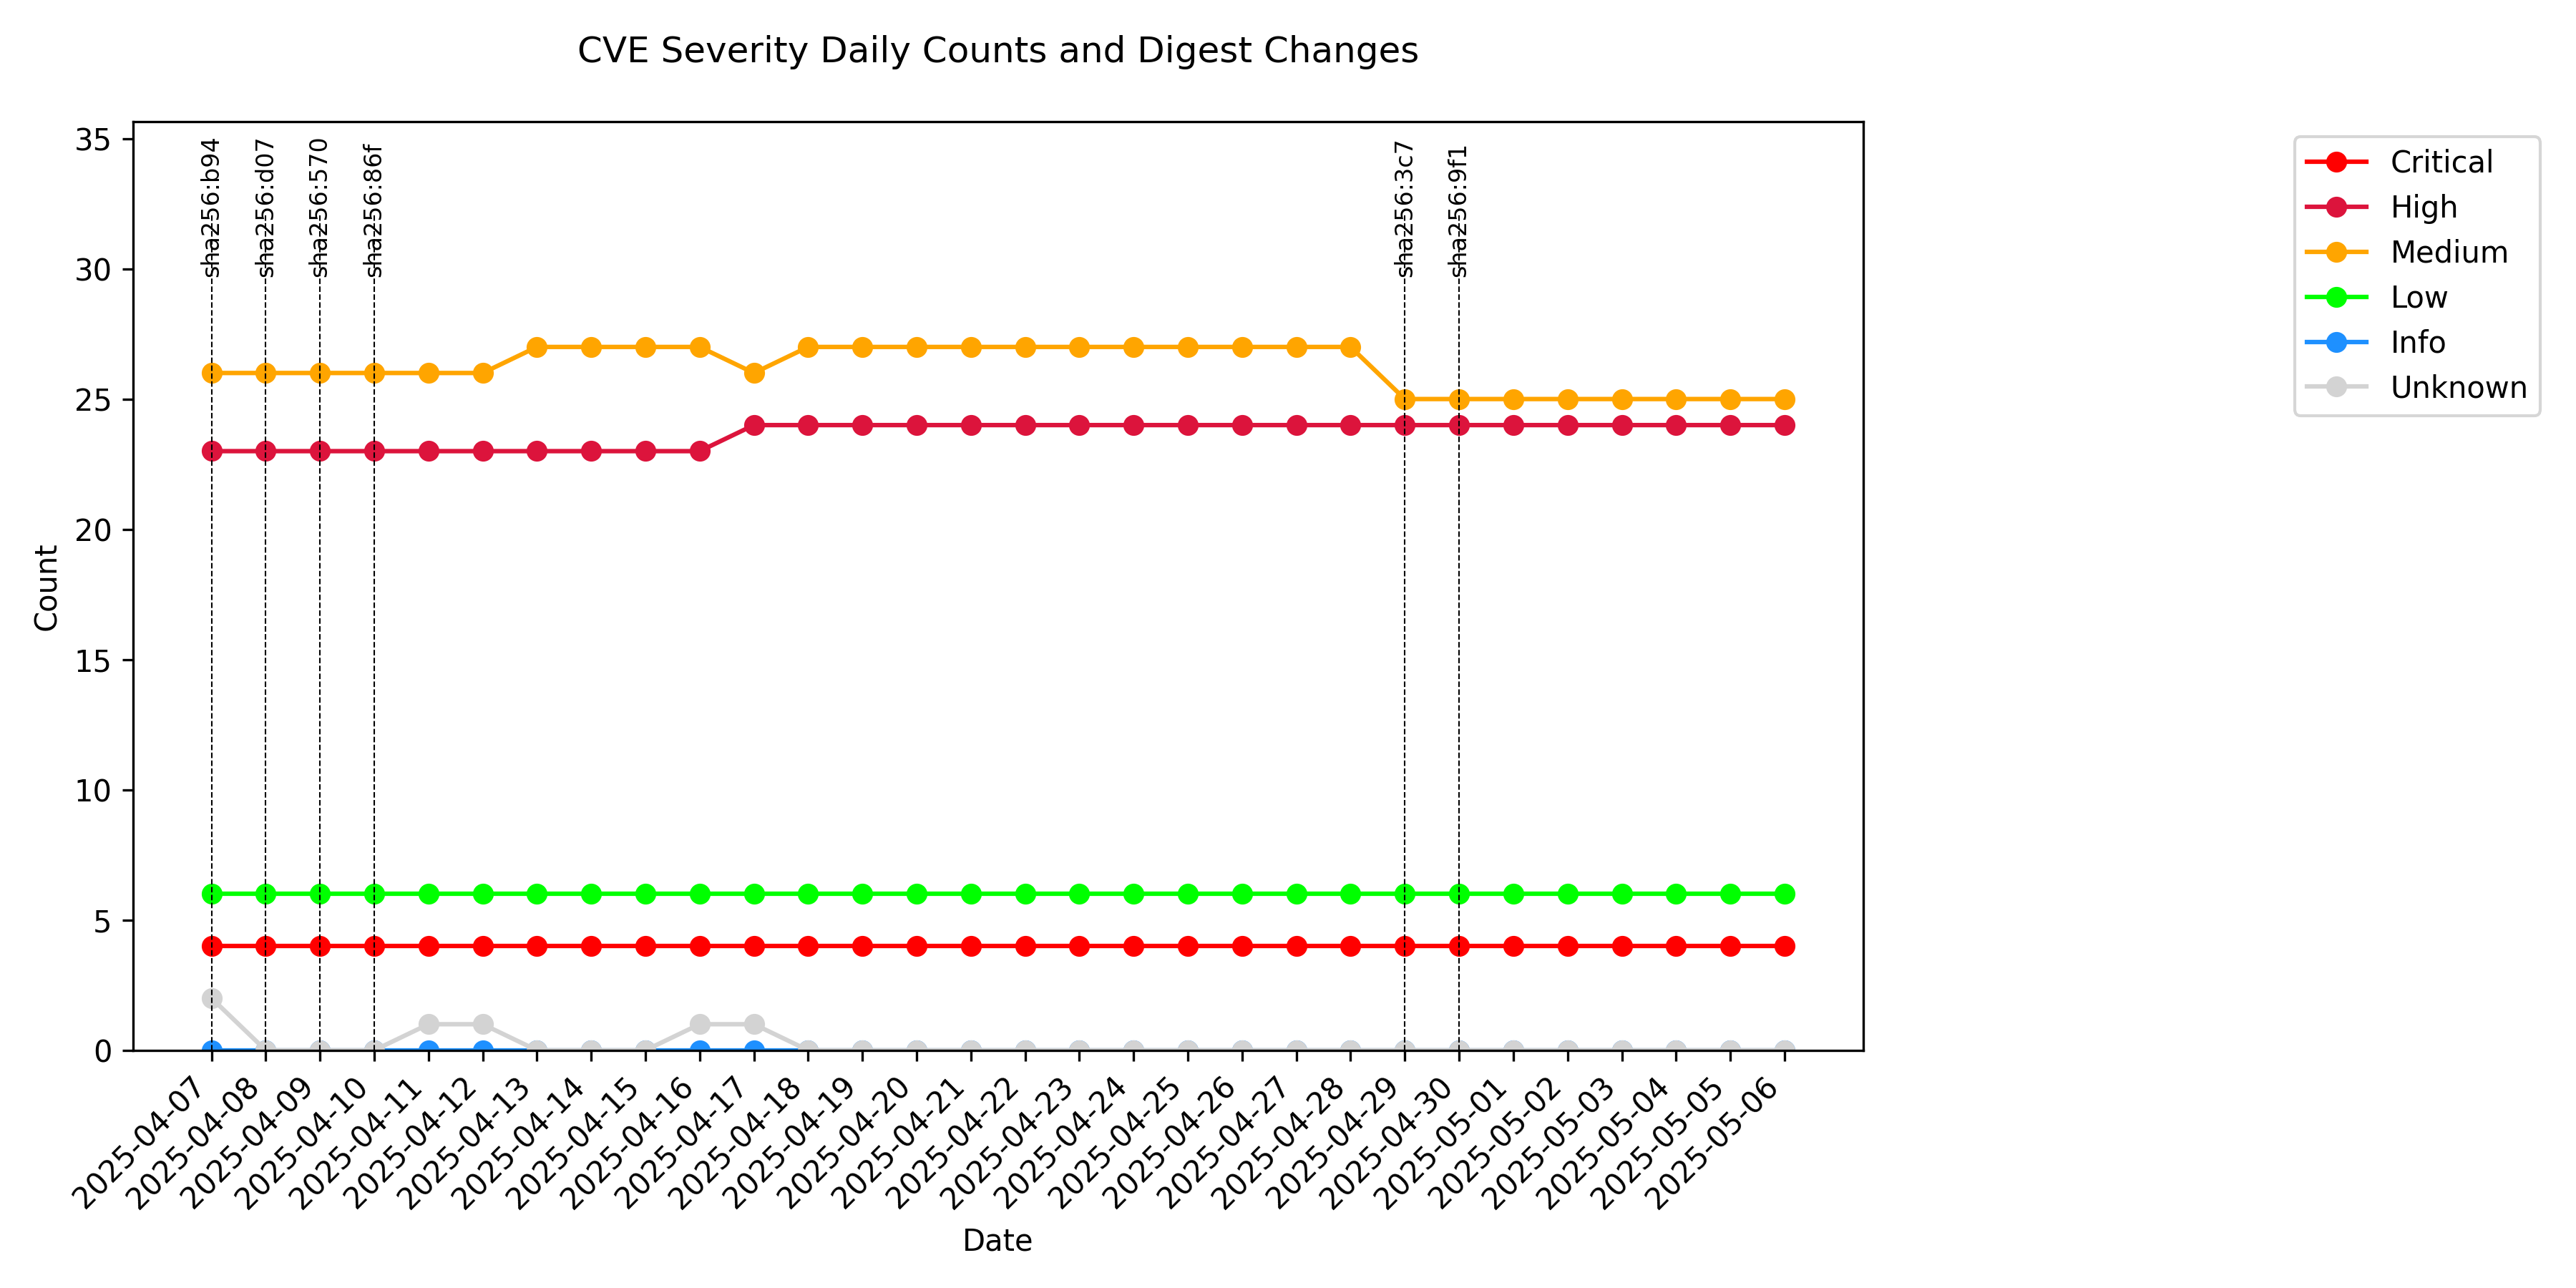 CVE Severity Daily Counts and Digest Changes
35
30
25
20
15
10
5
0
Count
sha256:b94
sha256:d07
sha256:570
sha256:86f
sha256:3c7
sha256:9f1
Critical
High
Medium
Low
Info
Unknown
2025-04-07
2025-04-08
2025-04-09
2025-04-10
2025-04-11
2025-04-12
2025-04-13
2025-04-14
2025-04-15
2025-04-16
2025-04-17
2025-04-18
2025-04-19
2025-04-20
2025-04-21
2025-04-22
2025-04-23
2025-04-24
2025-04-25
2025-04-26
2025-04-27
2025-04-28
2025-04-29
2025-04-30
2025-05-01
2025-05-02
2025-05-03
2025-05-04
2025-05-05
2025-05-06
Date